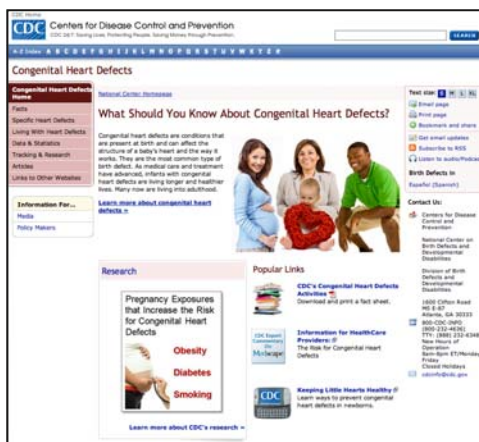 CDC Home
CDC
Centers for Disease Control and Prevention
CDC 24/7: Saving Lives. Protecting People. Saving Money through Prevention.
SEARCH
A-Z Index A B C D E F G H I J K L M N O P Q R S T U V W X Y Z #
Congenital Heart Defects
Congenital Heart Defects
Home
Facts
Specific Heart Defects
Living With Heart Defects
Data & Statistics
Tracking & Research
Articles
Links to Other Websites
Information For...
Media
Policy Makers
National Center Homepage
What Should You Know About Congenital Heart Defects?
Congenital heart defects are conditions that
are present at birth and can affect the
structure of a baby's heart and the way it
works. They are the most common type of
birth defect. As medical care and treatment
have advanced, infants with congenital
heart defects are living longer and healthier
lives. Many now are living into adulthood.
Learn more about congenital heart
defects »
Research
Pregnancy Exposures
that Increase the Risk
for Congenital Heart
Defects
Obesity
Diabetes
Smoking
Learn more about CDC's research »
Popular Links
CDC's Congenital Heart Defects
Activities
Download and print a fact sheet.
CDC Expert
Commentary
On
Medscape
Information for HealthCare
Providers:
The Risk for Congenital Heart
Defects
CDC
Keeping Little Hearts Healthy
Learn ways to prevent congenital
heart defects in newborns.
Text size: S M L XL
Email page
Print page
Bookmark and share
Get email updates
Subscribe to RSS
Listen to audio/Podcast
Birth Defects in
Español (Spanish)
Contact Us:
Centers for Disease
Control and
Prevention
National Center on
Birth Defects and
Developmental
Disabilities
Division of Birth
Defects and
Developmental
Disabilities
1600 Clifton Road
MS E-87
Atlanta, GA 30333
800-CDC-INFO
(800-232-4636)
TTY: (888) 232-6348
New Hours of
Operation
8am-8pm ET/Monday
Friday
Closed Holidays
cdcinfo@cdc.gov